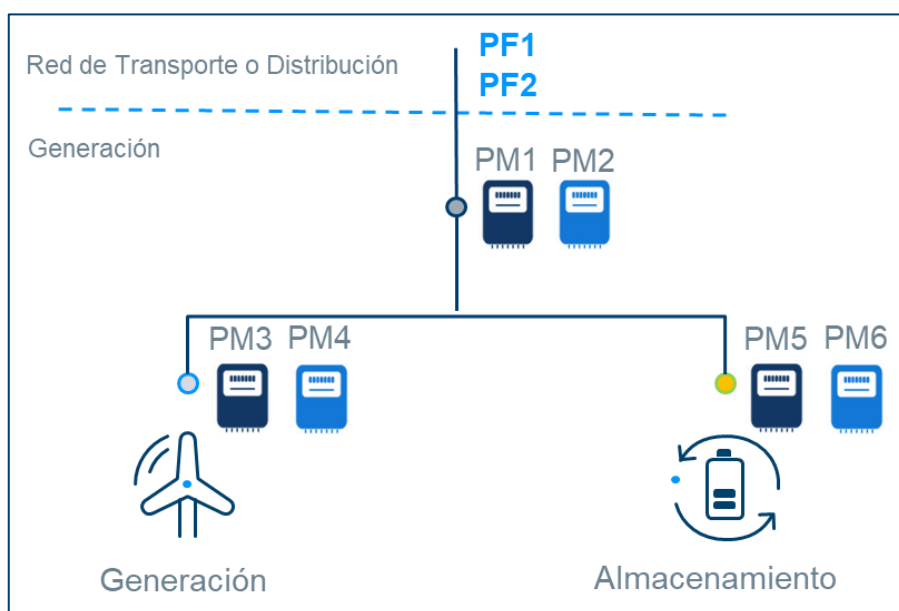 PF1
Red de Transporte o Distribución
PF2
Generación
PM1 PM2
PM3 PM4
PM5 PM6
Generación
Almacenamiento